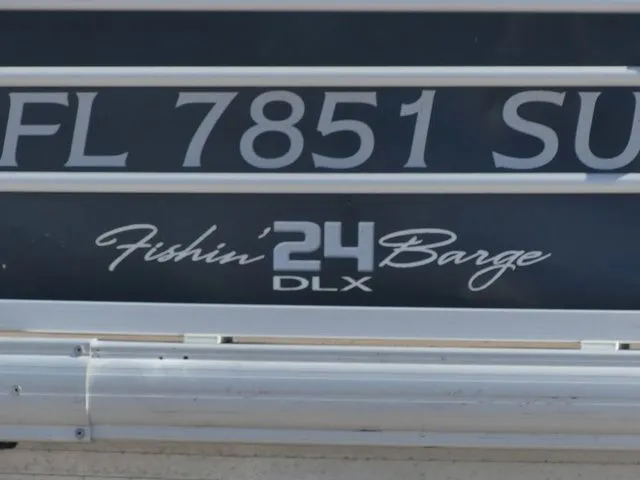 FL 7851 SU
Fishin' 24 Barge
DLX